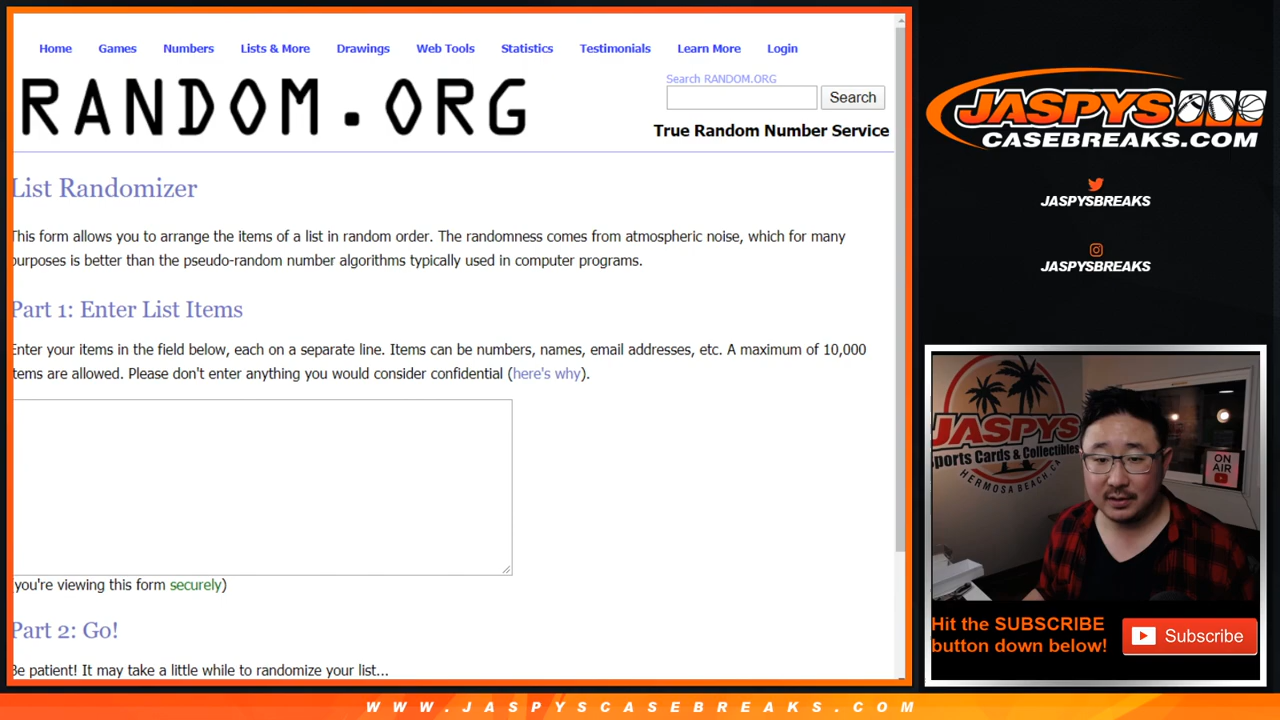 Home Games Numbers Lists & More Drawings Web Tools Statistics Testimonials Learn More Login
RANDOM.ORG
Search RANDOM.ORG
Search
True Random Number Service
List Randomizer
This form allows you to arrange the items of a list in random order. The randomness comes from atmospheric noise, which for many
purposes is better than the pseudo-random number algorithms typically used in computer programs.
Part 1: Enter List Items
Enter your items in the field below, each on a separate line. Items can be numbers, names, email addresses, etc. A maximum of 10,000
items are allowed. Please don't enter anything you would consider confidential (here's why).
(you're viewing this form securely)
Part 2: Go!
Be patient! It may take a little while to randomize your list...
JASPYS
CASEBREAKS.COM
JASPYSBREAKS
JASPYSBREAKS
JASPYS
Sports Cards & Collectibles
HERMOSA BEACH, CA
ON
AIR
Hit the SUBSCRIBE
button down below!
Subscribe
WWW.JASPYSCASEBREAKS.COM